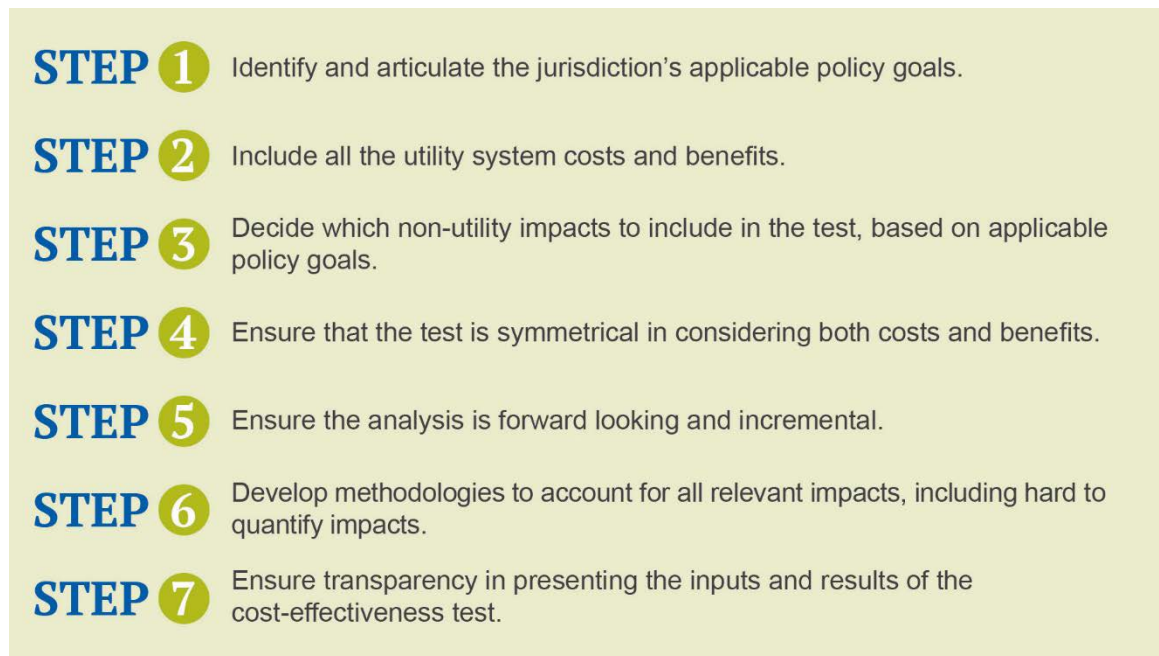 STEP 1 Identify and articulate the jurisdiction’s applicable policy goals.
STEP 2 Include all the utility system costs and benefits.
STEP 3 Decide which non-utility impacts to include in the test, based on applicable
policy goals.
STEP 4 Ensure that the test is symmetrical in considering both costs and benefits.
STEP 5 Ensure the analysis is forward looking and incremental.
STEP 6 Develop methodologies to account for all relevant impacts, including hard to
quantify impacts.
STEP 7 Ensure transparency in presenting the inputs and results of the
cost-effectiveness test.